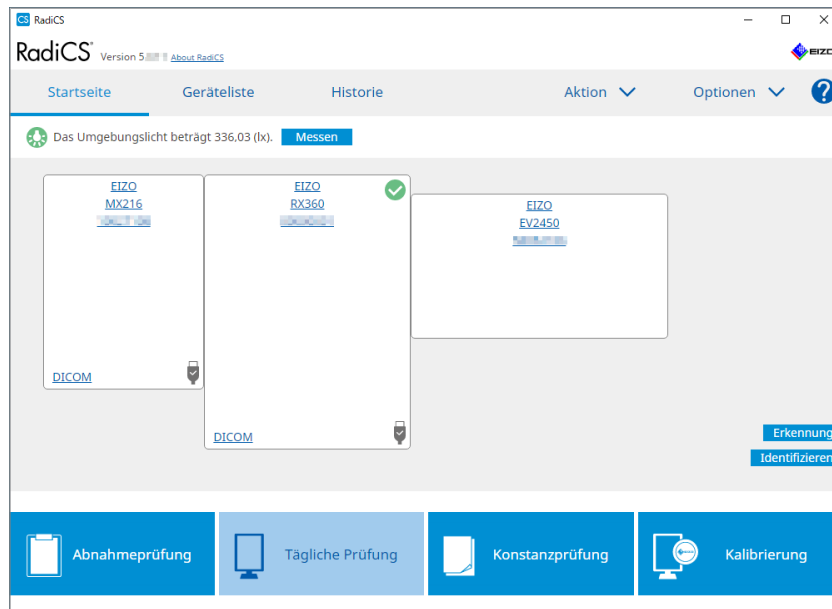 CS RadiCS
RadiCS® Version 5 About RadiCS
EIZO
Startseite Geräteliste Historie Aktion Optionen ?
Das Umgebungslicht beträgt 336,03 (lx). Messen
EIZO
MX216
DICOM
EIZO
RX360
DICOM
EIZO
EV2450
Erkennung
Identifizieren
Abnahmeprüfung Tägliche Prüfung Konstanzprüfung Kalibrierung